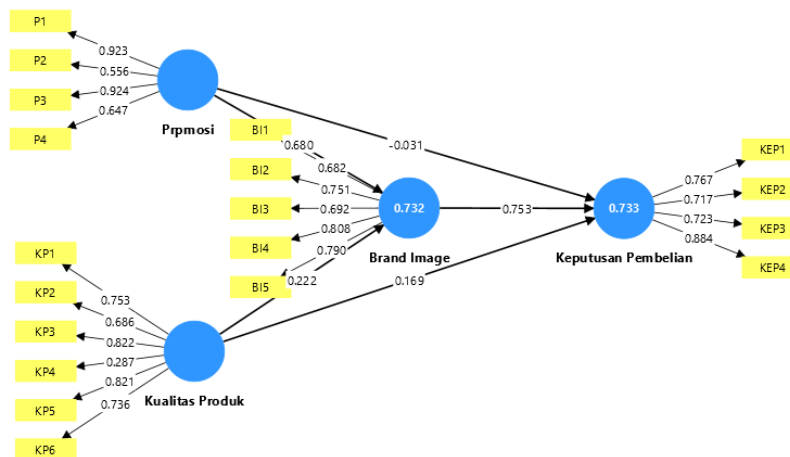 P1
P2
P3
P4
0.923
0.556
0.924
0.647
Prpmosi
BI1
BI2
BI3
BI4
BI5
0.680
0.682
0.751
0.692
0.808
0.790
0.222
-0.031
0.732
Brand Image
0.753
0.169
0.733
Keputusan Pembelian
0.767
0.717
0.723
0.884
KEP1
KEP2
KEP3
KEP4
KP1
KP2
KP3
KP4
KP5
KP6
0.753
0.686
0.822
0.287
0.821
0.736
Kualitas Produk